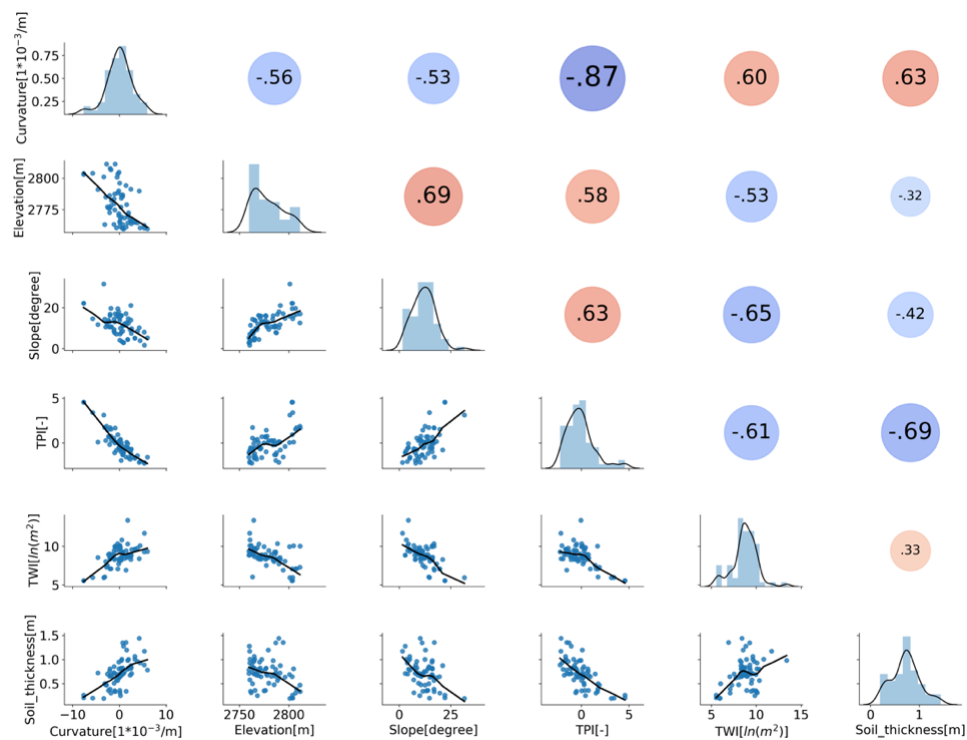 Curvature[1*10⁻³/m]
0.75
0.50
0.25
-.56
-.53
-.87
.60
.63
Elevation[m]
2800
2775
.69
.58
-.53
-.32
Slope[degree]
20
0
.63
-.65
-.42
TPI[-]
5
0
-.61
-.69
TWI[ln(m²)]
10
5
.33
Soil_thickness[m]
1.5
1.0
0.5
−10 0 10
2750 2800
0 25
0 5
5 10 15
0 1
Curvature[1*10⁻³/m]
Elevation[m]
Slope[degree]
TPI[-]
TWI[ln(m²)]
Soil_thickness[m]